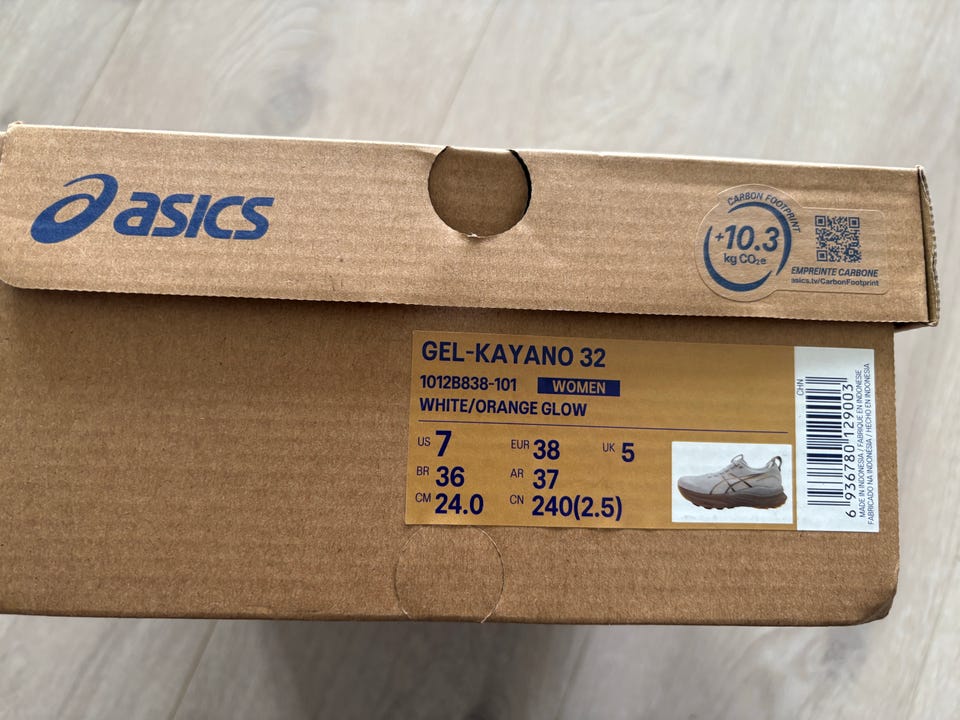 asics
CARBON FOOTPRINT
+10.3
kg CO₂e
EMPREINTE CARBONE
asics.tv/CarbonFootprint
GEL-KAYANO 32
1012B838-101 WOMEN
WHITE/ORANGE GLOW
US 7 EUR 38 UK 5
BR 36 AR 37
CM 24.0 CN 240(2.5)
CHN
6 936780 129003
MADE IN INDONESIA / FABRIQUE EN INDONESIE
FABRICADO NA INDONÉSIA / HECHO EN INDONESIA